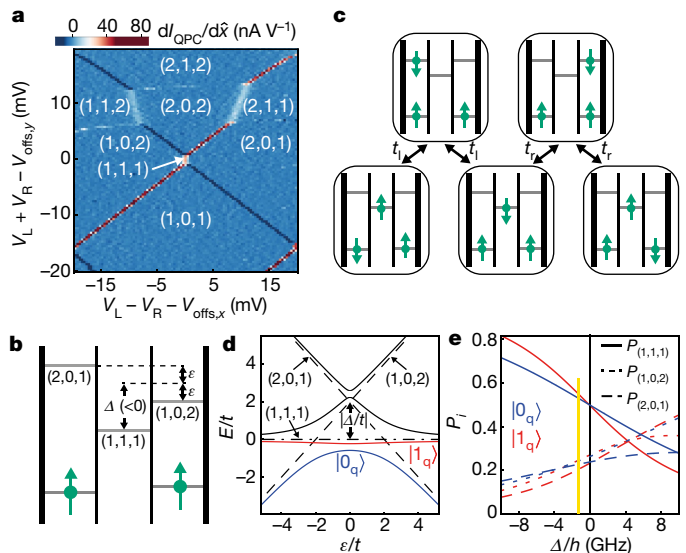 a
0 40 80 dI_QPC/dx̂ (nA V⁻¹)
V_L + V_R − V_offs,y (mV)
10
0
−10
−20
(2,1,2)
(1,1,2) (2,0,2) (2,1,1)
(1,0,2) (2,0,1)
(1,1,1)
(1,0,1)
−15 −5 5 15
V_L − V_R − V_offs,x (mV)
c
t_l t_l t_r t_r
b
(2,0,1)
ε
ε
Δ (<0)
(1,0,2)
(1,1,1)
d
E/t
4
2
0
−2
(2,0,1) (1,0,2)
(1,1,1) |Δ/t|
|0_q⟩ |1_q⟩
−4 −2 0 2 4
ε/t
e
P_i
0.8
0.6
0.4
0.2
0
P_(1,1,1)
P_(1,0,2)
P_(2,0,1)
|0_q⟩
|1_q⟩
−8 0 8
Δ/h (GHz)